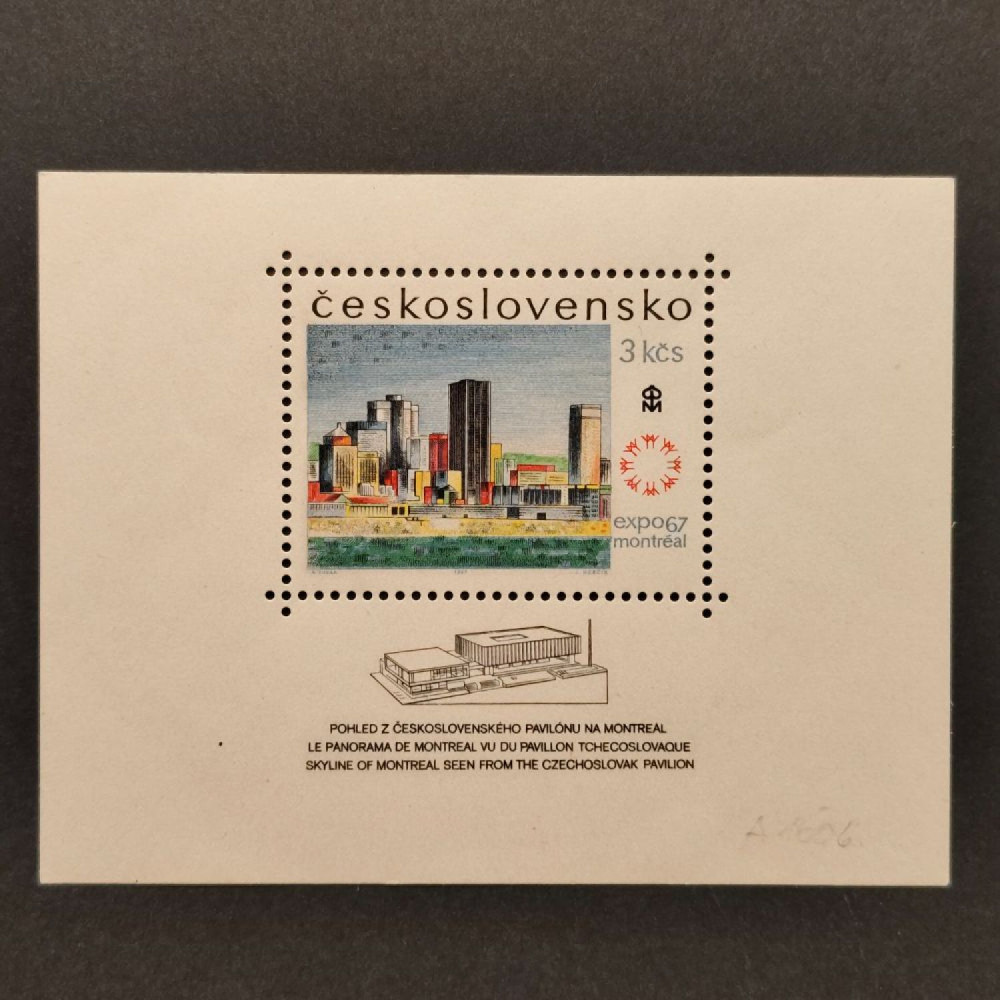 československo
3 kčs
expo67
montréal
1967
POHLED Z ČESKOSLOVENSKÉHO PAVILÓNU NA MONTREAL
LE PANORAMA DE MONTREAL VU DU PAVILLON TCHECOSLOVAQUE
SKYLINE OF MONTREAL SEEN FROM THE CZECHOSLOVAK PAVILION